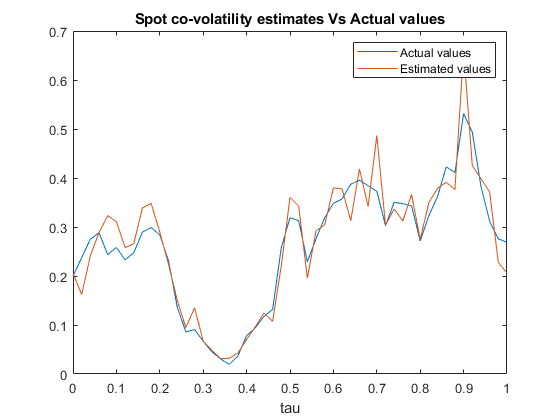 Spot co-volatility estimates Vs Actual values
Actual values
Estimated values
0.7
0.6
0.5
0.4
0.3
0.2
0.1
0
0 0.1 0.2 0.3 0.4 0.5 0.6 0.7 0.8 0.9 1
tau